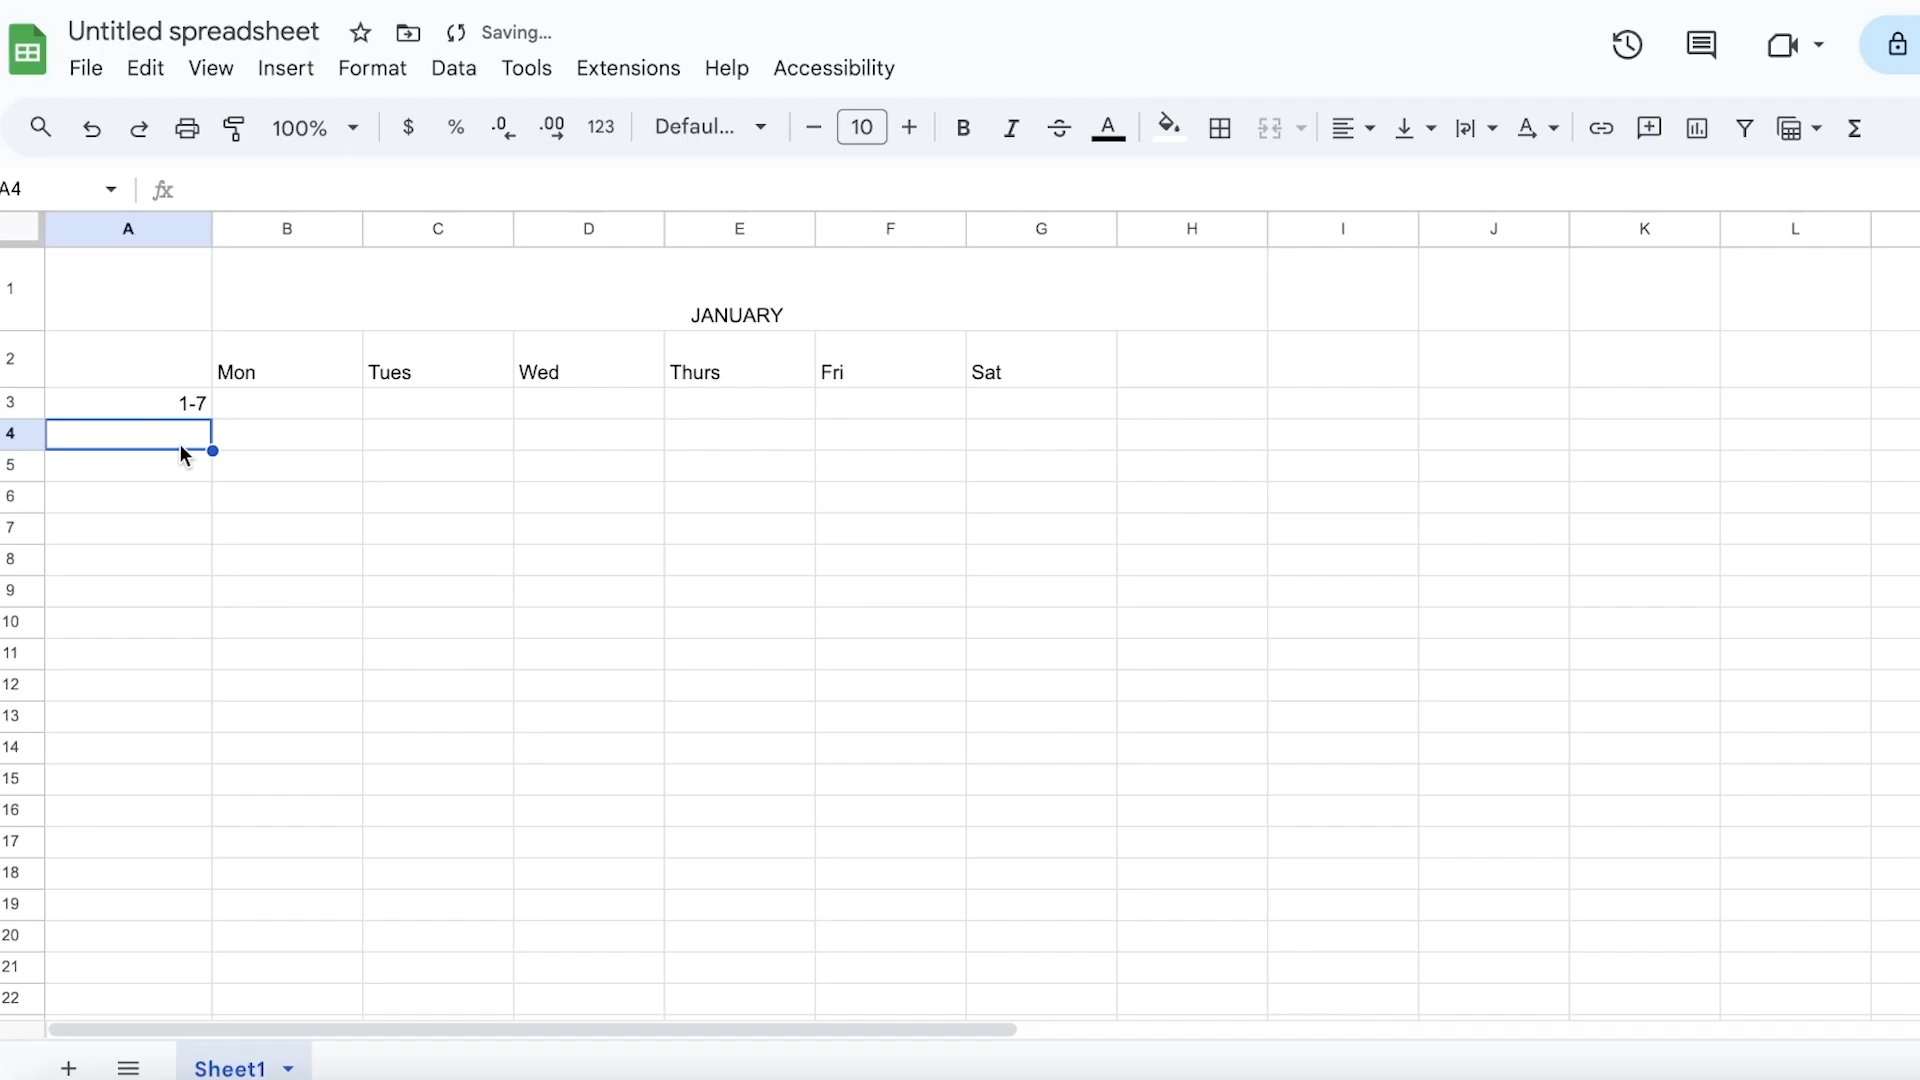 Untitled spreadsheet Saving...
File Edit View Insert Format Data Tools Extensions Help Accessibility
100% $ % .0 .00 123 Defaul... 10 B I A A Σ
A4 fx
A B C D E F G H I J K L
1 JANUARY
2 Mon Tues Wed Thurs Fri Sat
3 1-7
4
5
6
7
8
9
10
11
12
13
14
15
16
17
18
19
20
21
22
Sheet1